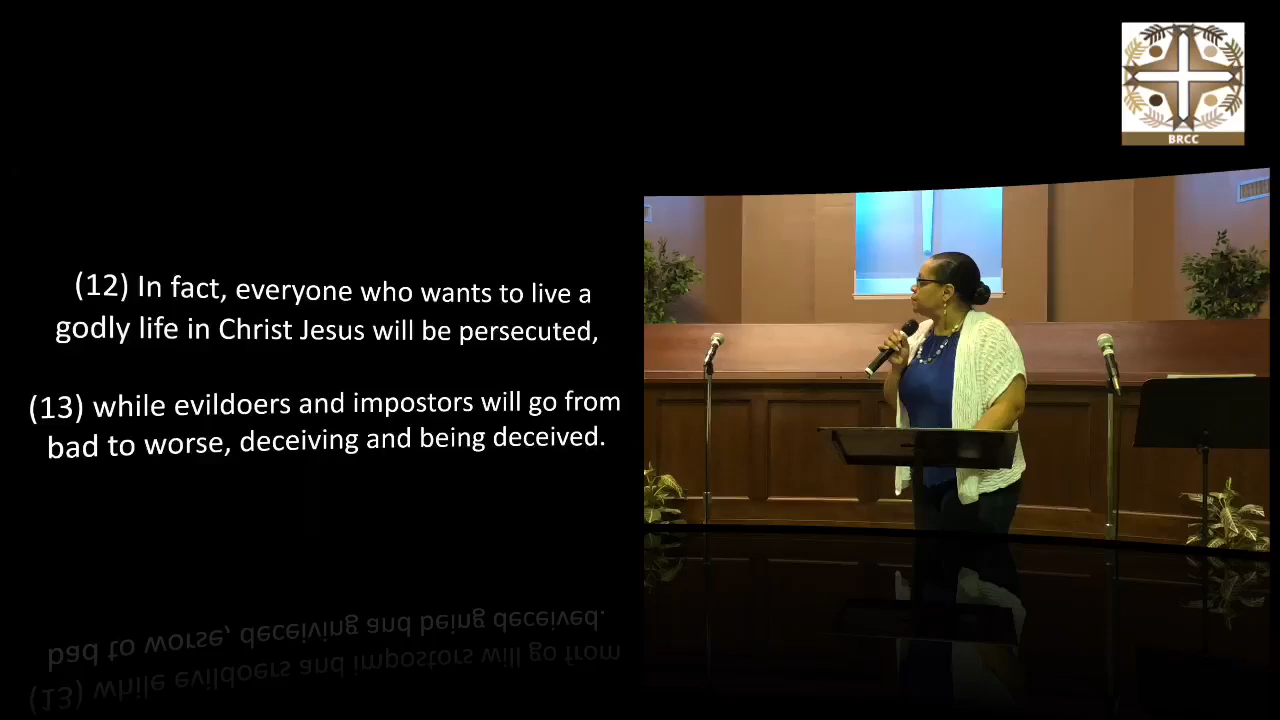 BRCC
(12) In fact, everyone who wants to live a
godly life in Christ Jesus will be persecuted,
(13) while evildoers and impostors will go from
bad to worse, deceiving and being deceived.